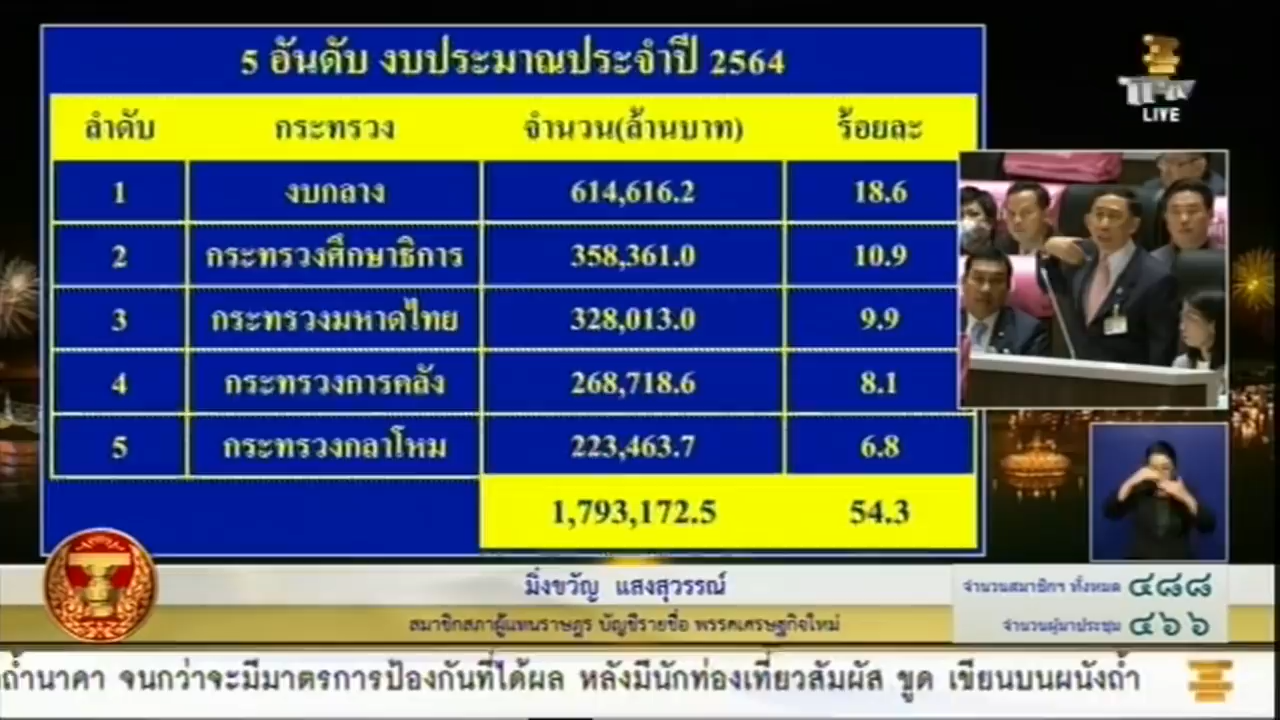 5 อันดับ งบประมาณประจำปี 2564
ลำดับ กระทรวง จำนวน(ล้านบาท) ร้อยละ
1 งบกลาง 614,616.2 18.6
2 กระทรวงศึกษาธิการ 358,361.0 10.9
3 กระทรวงมหาดไทย 328,013.0 9.9
4 กระทรวงการคลัง 268,718.6 8.1
5 กระทรวงกลาโหม 223,463.7 6.8
1,793,172.5 54.3
LIVE
มิ่งขวัญ แสงสุวรรณ์
สมาชิกสภาผู้แทนราษฎร บัญชีรายชื่อ พรรคเศรษฐกิจใหม่
จำนวนสมาชิกฯ ทั้งหมด ๔๘๘
จำนวนผู้มาประชุม ๔๖๖
ถ้ำนาคา จนกว่าจะมีมาตรการป้องกันที่ได้ผล หลังมีนักท่องเที่ยวสัมผัส ขูด เขียนบนผนังถ้ำ